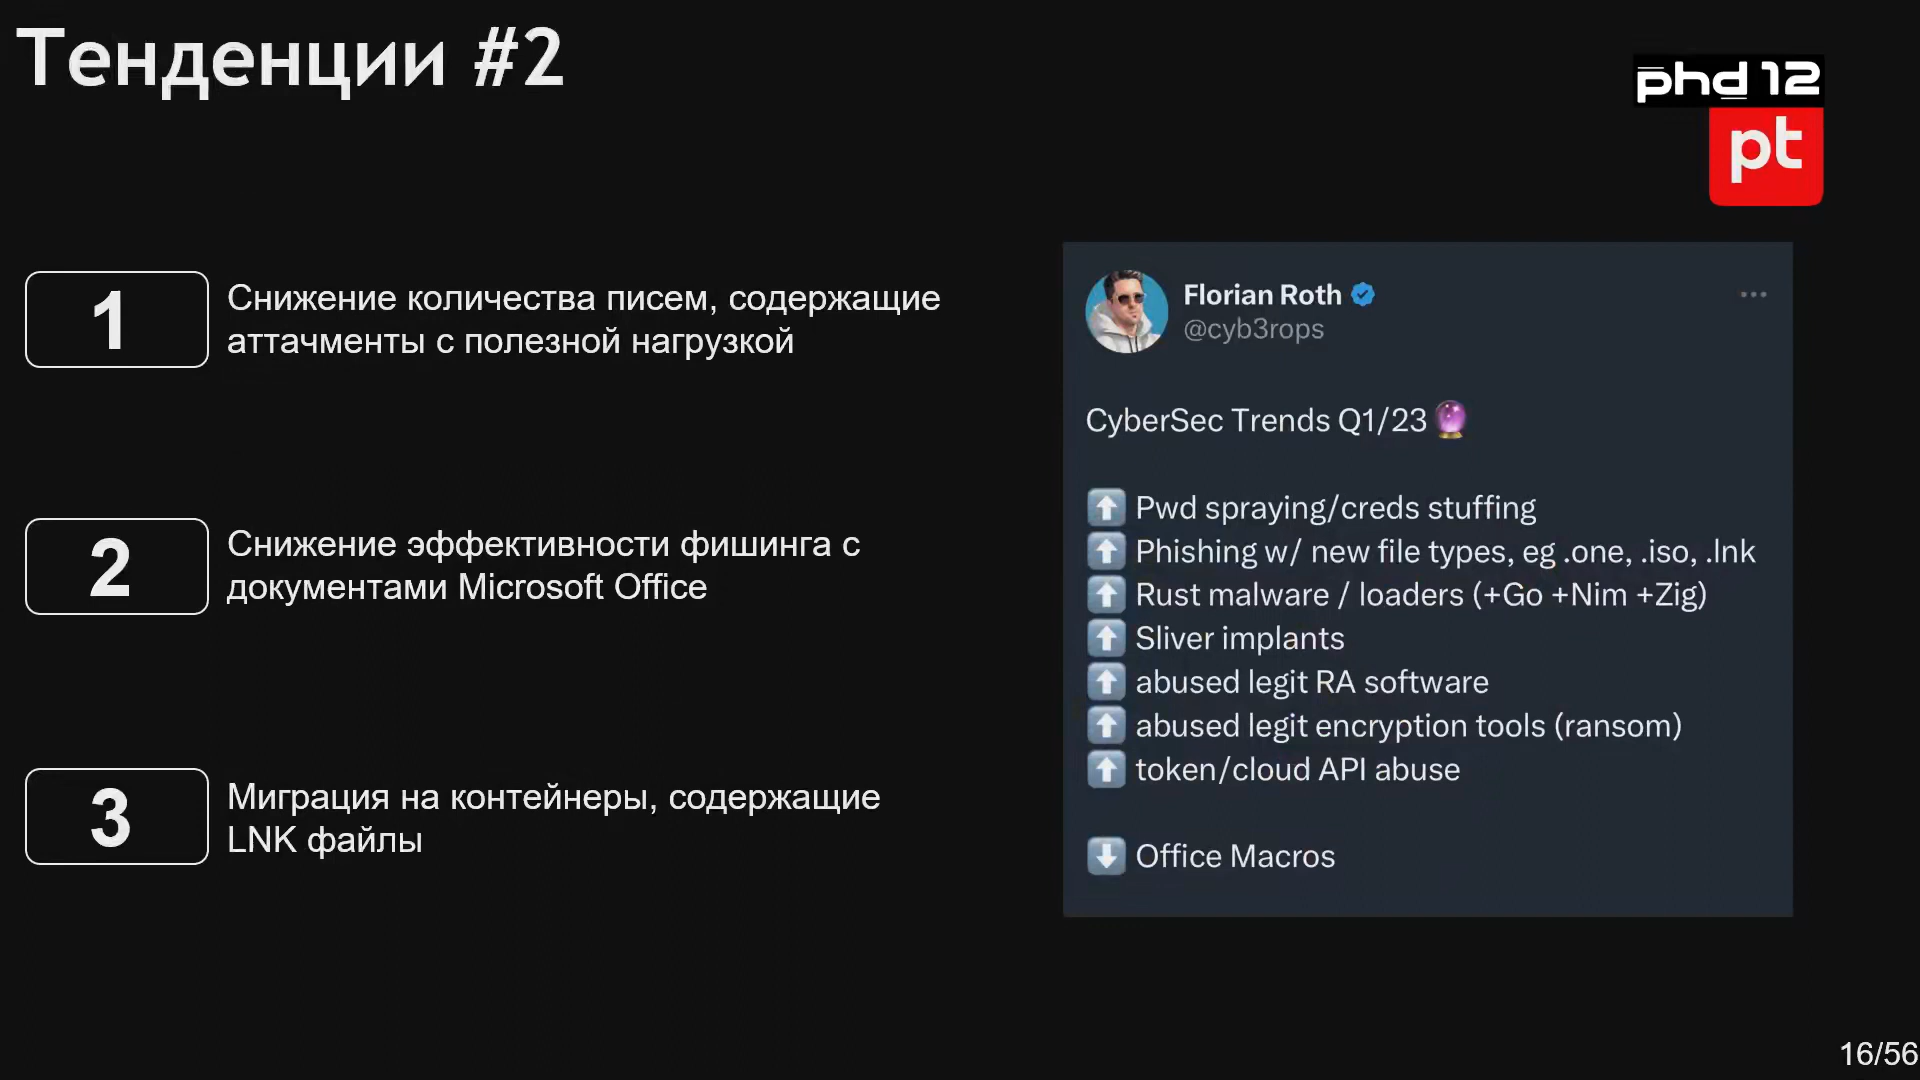 Тенденции #2
phd 12
pt
1
Снижение количества писем, содержащие
аттачменты с полезной нагрузкой
2
Снижение эффективности фишинга с
документами Microsoft Office
3
Миграция на контейнеры, содержащие
LNK файлы
Florian Roth
@cyb3rops
CyberSec Trends Q1/23
Pwd spraying/creds stuffing
Phishing w/ new file types, eg .one, .iso, .lnk
Rust malware / loaders (+Go +Nim +Zig)
Sliver implants
abused legit RA software
abused legit encryption tools (ransom)
token/cloud API abuse
Office Macros
16/56